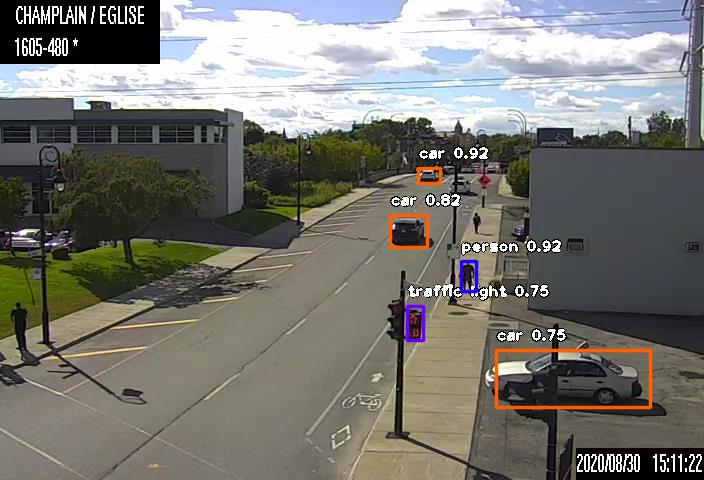 CHAMPLAIN / EGLISE
1605-480 *
car 0.92
car 0.82
person 0.92
traffic light 0.75
car 0.75
2020/08/30 15:11:22